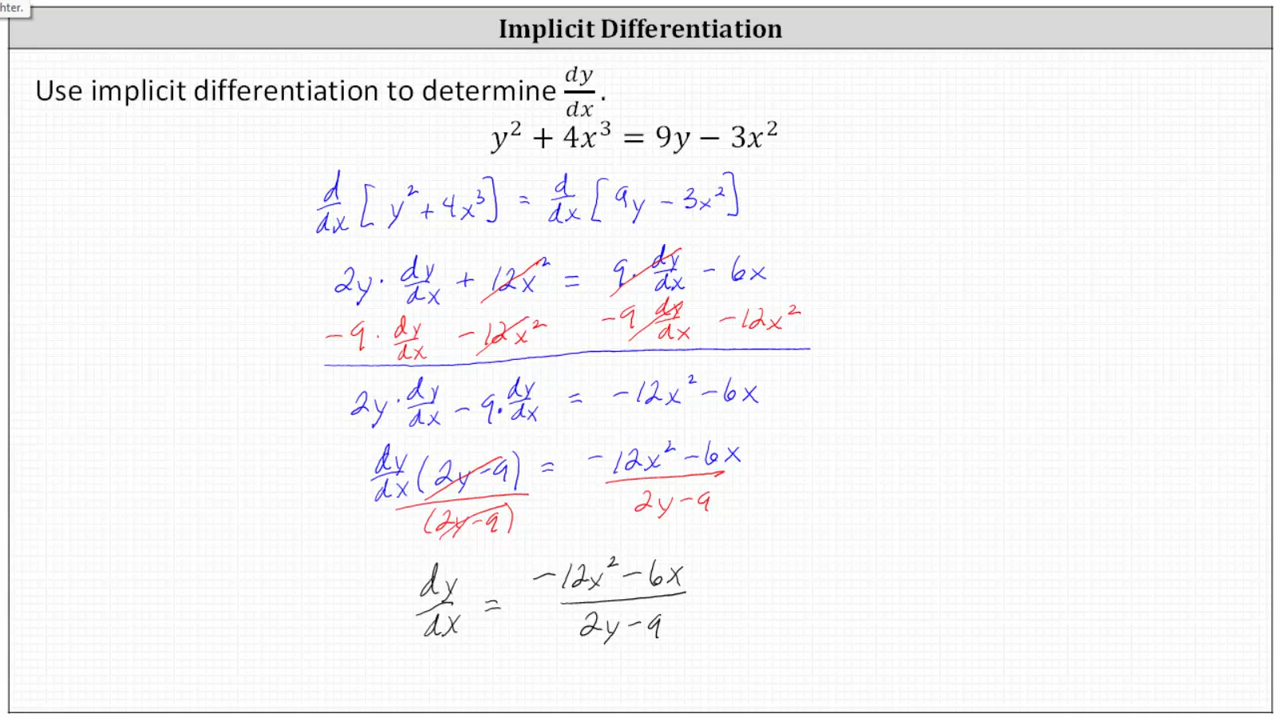 hter.
Implicit Differentiation
Use implicit differentiation to determine dy/dx.
y² + 4x³ = 9y − 3x²
d/dx [y² + 4x³] = d/dx [9y − 3x²]
2y · dy/dx + 12x² = 9 · dy/dx − 6x
−9 · dy/dx −12x² −9 dy/dx −12x²
2y · dy/dx − 9 · dy/dx = −12x² − 6x
dy/dx (2y−9)/(2y−9) = (−12x² − 6x)/(2y−9)
dy/dx = (−12x² − 6x)/(2y−9)